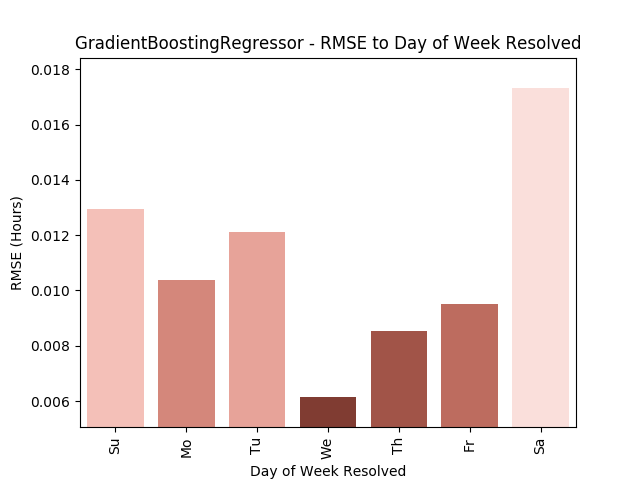 GradientBoostingRegressor - RMSE to Day of Week Resolved
0.018
0.016
0.014
0.012
0.010
0.008
0.006
RMSE (Hours)
Su Mo Tu We Th Fr Sa
Day of Week Resolved